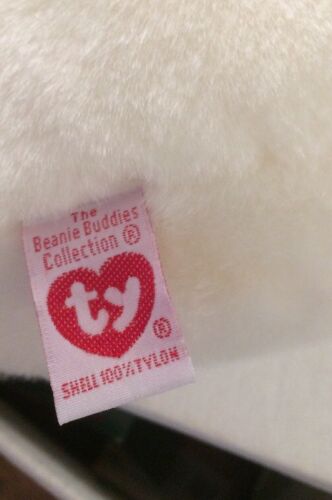 The
Beanie Buddies
Collection ®
ty ®
SHELL 100% TYLON